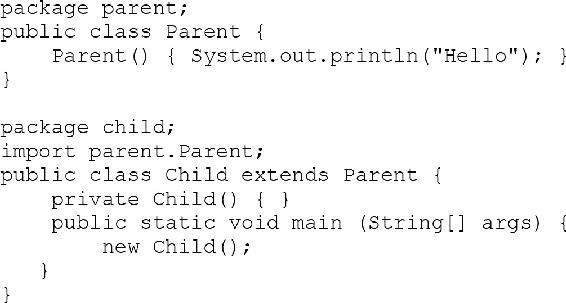 package parent;
public class Parent {
    Parent() { System.out.println("Hello"); }
}

package child;
import parent.Parent;
public class Child extends Parent {
    private Child() { }
    public static void main (String[] args) {
        new Child();
   }
}